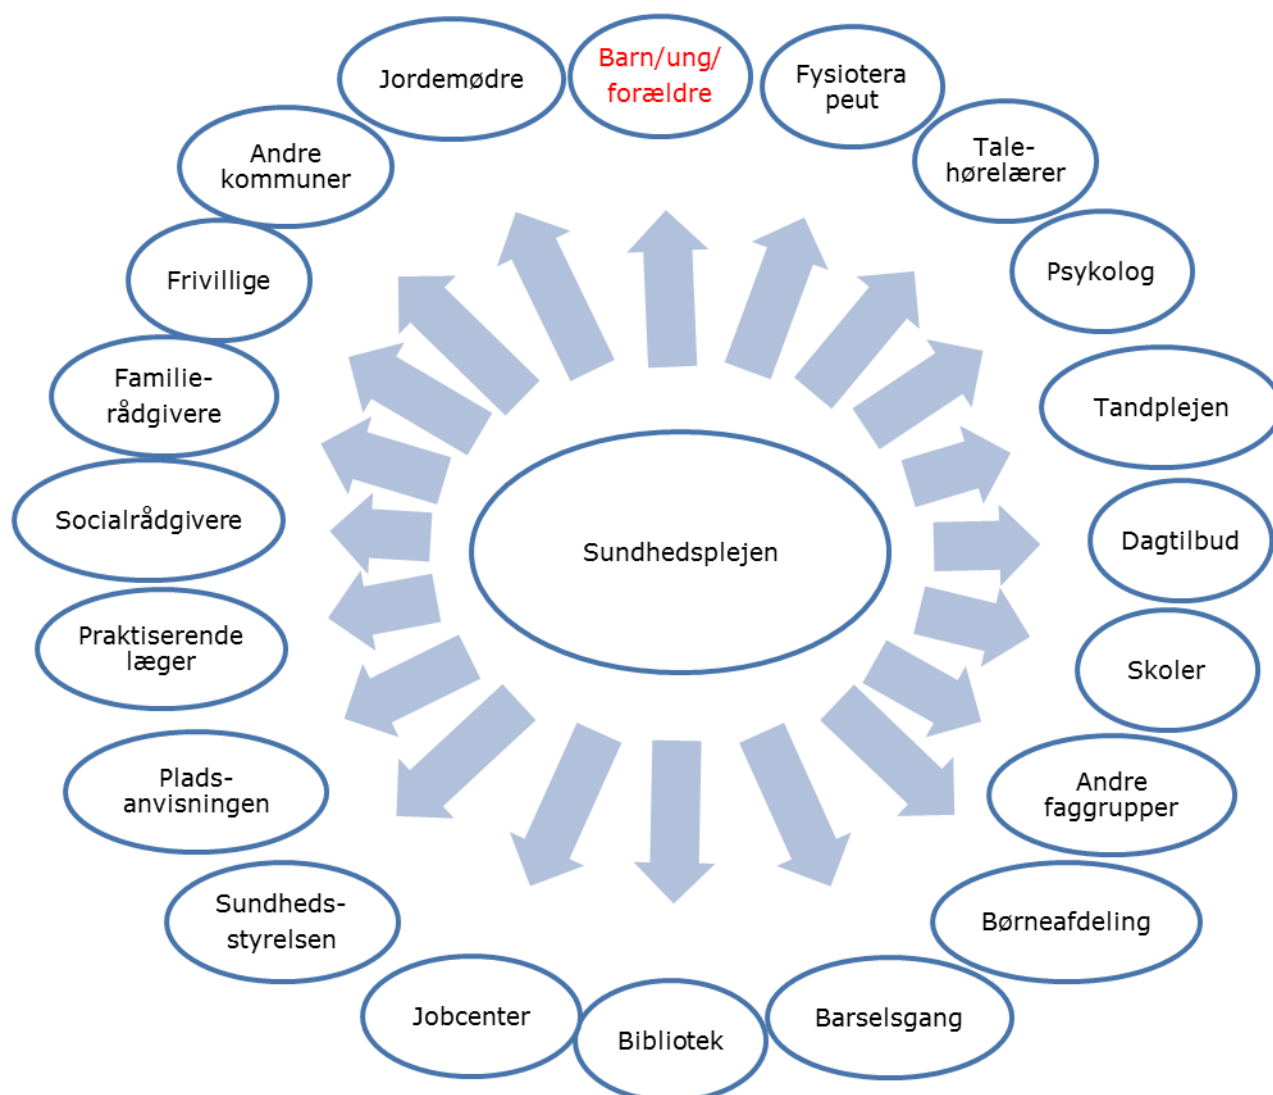 Barn/ung/
forældre
Fysiotera
peut
Tale-
hørelærer
Psykolog
Tandplejen
Dagtilbud
Skoler
Andre
faggrupper
Børneafdeling
Barselsgang
Bibliotek
Jobcenter
Sundheds-
styrelsen
Plads-
anvisningen
Praktiserende
læger
Socialrådgivere
Familie-
rådgivere
Frivillige
Andre
kommuner
Jordemødre
Sundhedsplejen